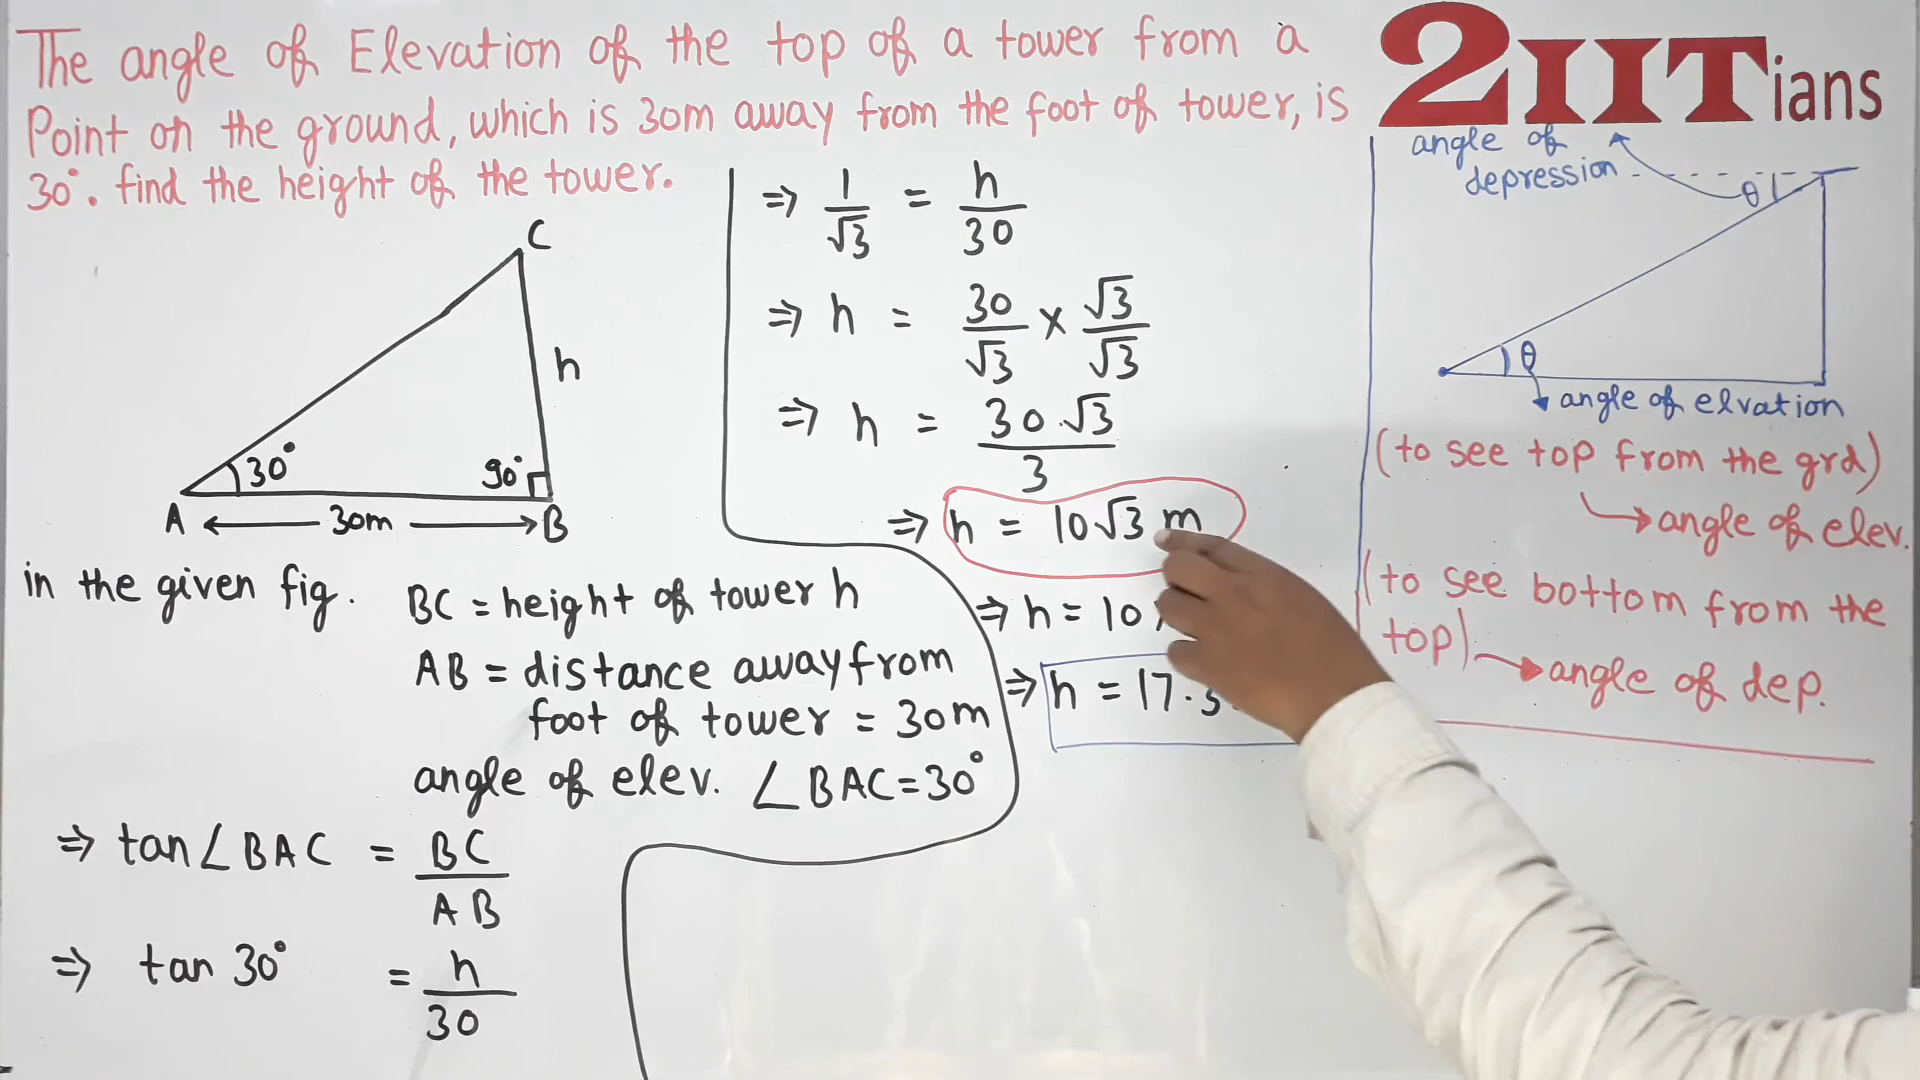 The angle of Elevation of the top of a tower from a
Point on the ground, which is 30m away from the foot of tower, is
30°. find the height of the tower.
C
h
30°
90°
A
30m
B
in the given fig.
BC = height of tower h
AB = distance away from
foot of tower = 30m
angle of elev. ∠BAC = 30°
⇒ tan∠BAC = BC/AB
⇒ tan 30° = h/30
⇒ 1/√3 = h/30
⇒ h = 30/√3 × √3/√3
⇒ h = 30.√3/3
⇒ h = 10√3 m
⇒ h = 10
⇒ h = 17.3
2IITians
angle of
depression
θ
θ
angle of elvation
(to see top from the grd)
→ angle of elev.
(to see bottom from the
top)
→ angle of dep.